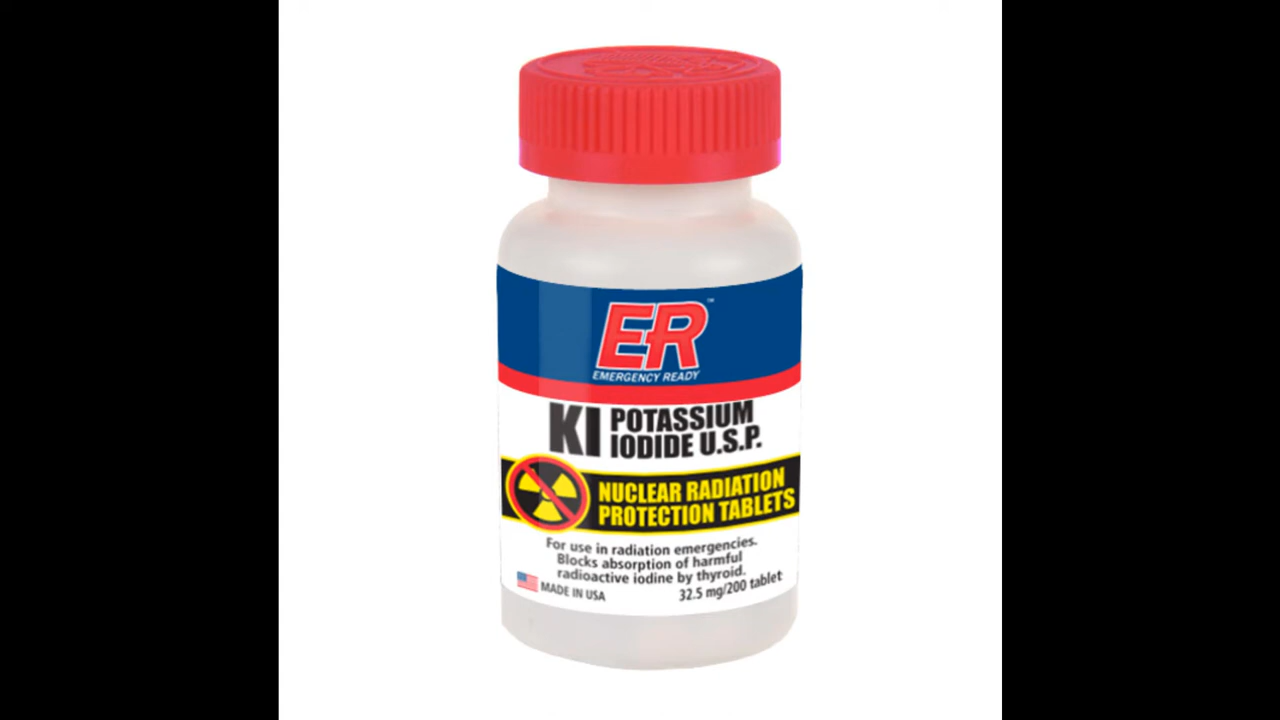 ER™
EMERGENCY READY
KI POTASSIUM
IODIDE U.S.P.
NUCLEAR RADIATION
PROTECTION TABLETS
For use in radiation emergencies.
Blocks absorption of harmful
radioactive iodine by thyroid.
MADE IN USA
32.5 mg/200 tablet